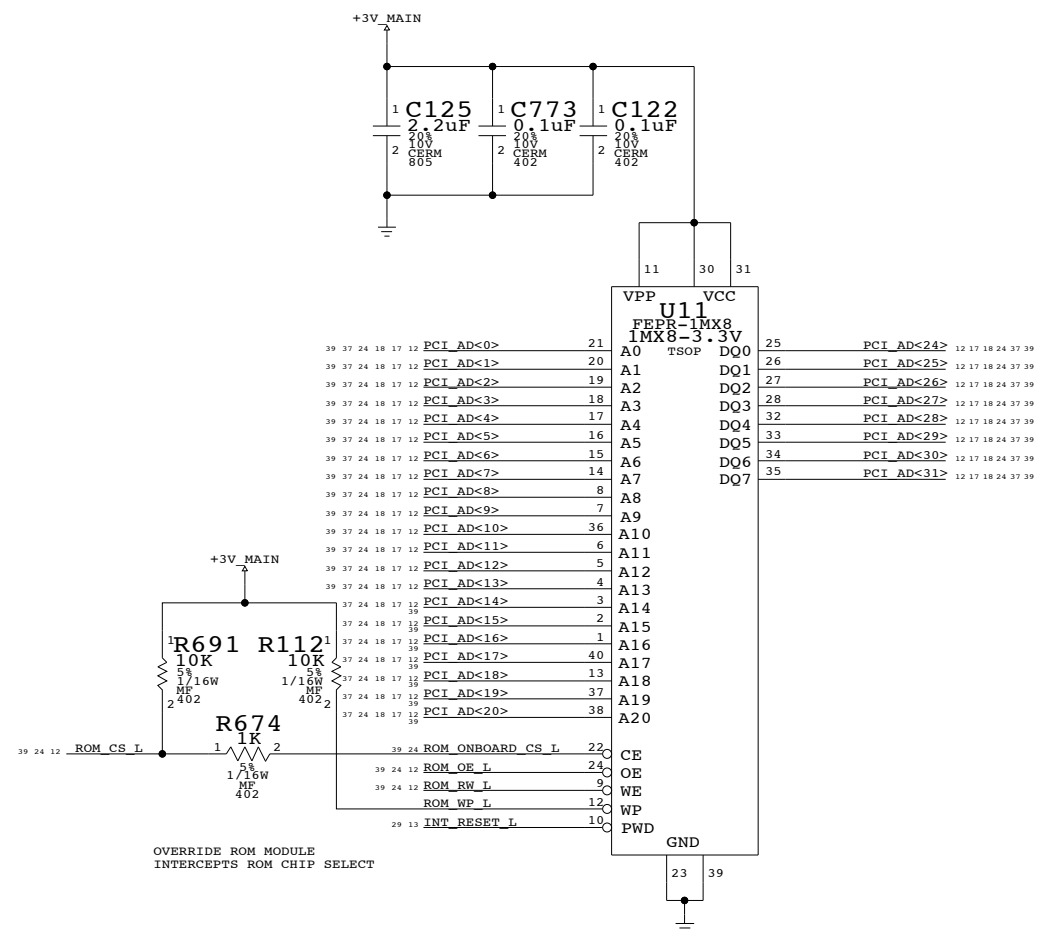 +3V_MAIN
1 C125 1 C773 1 C122
2.2uF 0.1uF 0.1uF
20% 20% 20%
2 10V 2 10V 2 10V
CERM CERM CERM
805 402 402
11 30 31
VPP VCC
U11
FEPR-1MX8
1MX8-3.3V
TSOP
39 37 24 18 17 12 PCI_AD<0> 21 A0 DQ0 25 PCI_AD<24> 12 17 18 24 37 39
39 37 24 18 17 12 PCI_AD<1> 20 A1 DQ1 26 PCI_AD<25> 12 17 18 24 37 39
39 37 24 18 17 12 PCI_AD<2> 19 A2 DQ2 27 PCI_AD<26> 12 17 18 24 37 39
39 37 24 18 17 12 PCI_AD<3> 18 A3 DQ3 28 PCI_AD<27> 12 17 18 24 37 39
39 37 24 18 17 12 PCI_AD<4> 17 A4 DQ4 32 PCI_AD<28> 12 17 18 24 37 39
39 37 24 18 17 12 PCI_AD<5> 16 A5 DQ5 33 PCI_AD<29> 12 17 18 24 37 39
39 37 24 18 17 12 PCI_AD<6> 15 A6 DQ6 34 PCI_AD<30> 12 17 18 24 37 39
39 37 24 18 17 12 PCI_AD<7> 14 A7 DQ7 35 PCI_AD<31> 12 17 18 24 37 39
39 37 24 18 17 12 PCI_AD<8> 8 A8
39 37 24 18 17 12 PCI_AD<9> 7 A9
39 37 24 18 17 12 PCI_AD<10> 36 A10
39 37 24 18 17 12 PCI_AD<11> 6 A11
39 37 24 18 17 12 PCI_AD<12> 5 A12
39 37 24 18 17 12 PCI_AD<13> 4 A13
37 24 18 17 12 PCI_AD<14> 3 A14
39
37 24 18 17 12 PCI_AD<15> 2 A15
39
37 24 18 17 12 PCI_AD<16> 1 A16
39
37 24 18 17 12 PCI_AD<17> 40 A17
39
37 24 18 17 12 PCI_AD<18> 13 A18
39
37 24 18 17 12 PCI_AD<19> 37 A19
39
37 24 18 17 12 PCI_AD<20> 38 A20
39
+3V_MAIN
1 R691 R112 1
10K 10K
5% 5%
1/16W 1/16W
MF MF
2 402 402 2
R674
1K
39 24 12 ROM_CS_L 1 2 39 24 ROM_ONBOARD_CS_L 22 CE
5%
1/16W
MF
402
39 24 12 ROM_OE_L 24 OE
39 24 12 ROM_RW_L 9 WE
ROM_WP_L 12 WP
29 13 INT_RESET_L 10 PWD
GND
23 39
OVERRIDE ROM MODULE
INTERCEPTS ROM CHIP SELECT